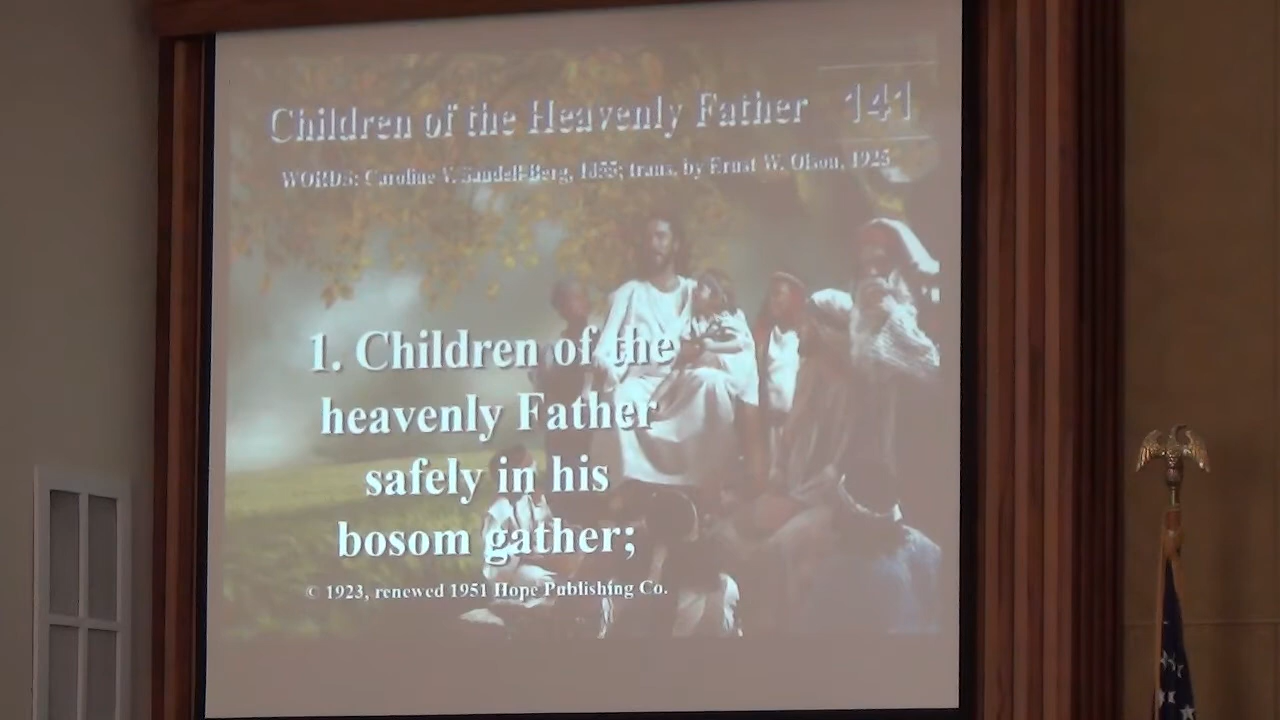 Children of the Heavenly Father 141
WORDS: Caroline V. Sandell-Berg, 1855; trans. by Ernst W. Olson, 1925
1. Children of the
heavenly Father
safely in his
bosom gather;
© 1923, renewed 1951 Hope Publishing Co.